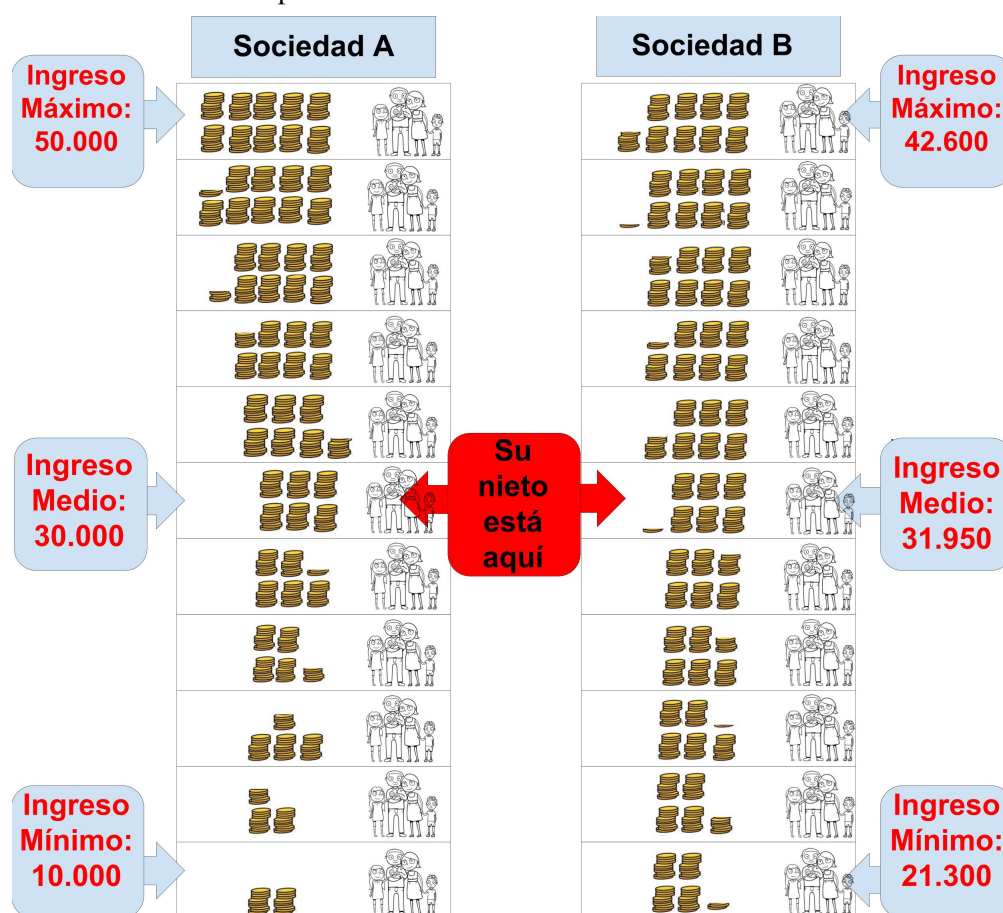 Sociedad A
Sociedad B
Ingreso
Máximo:
50.000
Ingreso
Máximo:
42.600
Ingreso
Medio:
30.000
Su
nieto
está
aquí
Ingreso
Medio:
31.950
Ingreso
Mínimo:
10.000
Ingreso
Mínimo:
21.300